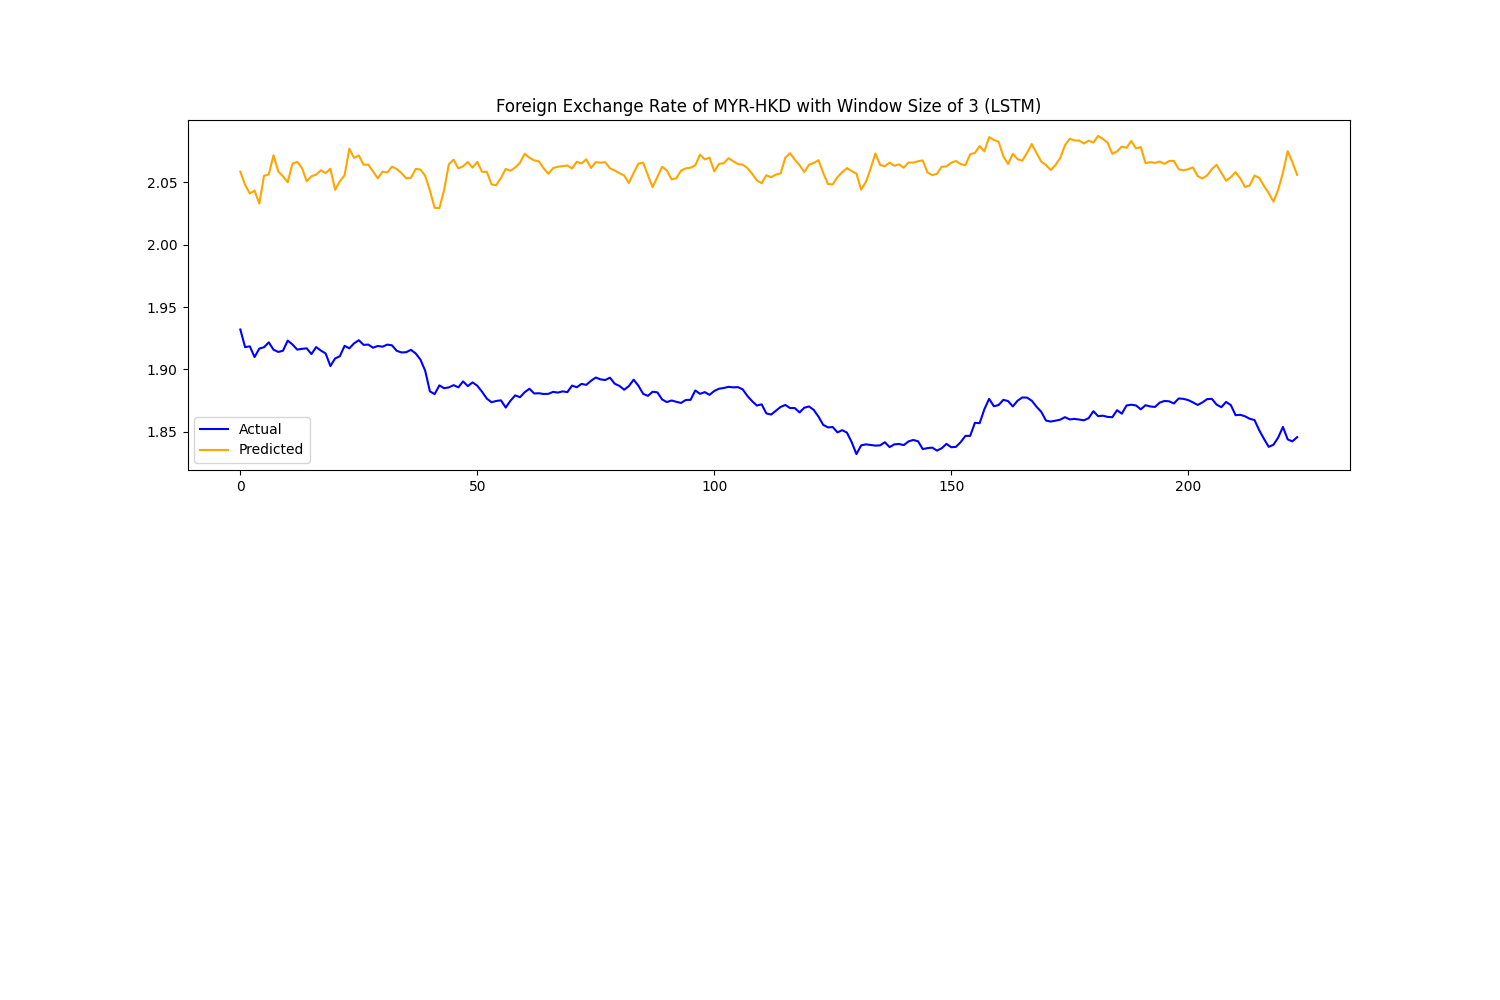 Foreign Exchange Rate of MYR-HKD with Window Size of 3 (LSTM)
2.05
2.00
1.95
1.90
1.85
Actual
Predicted
0 50 100 150 200